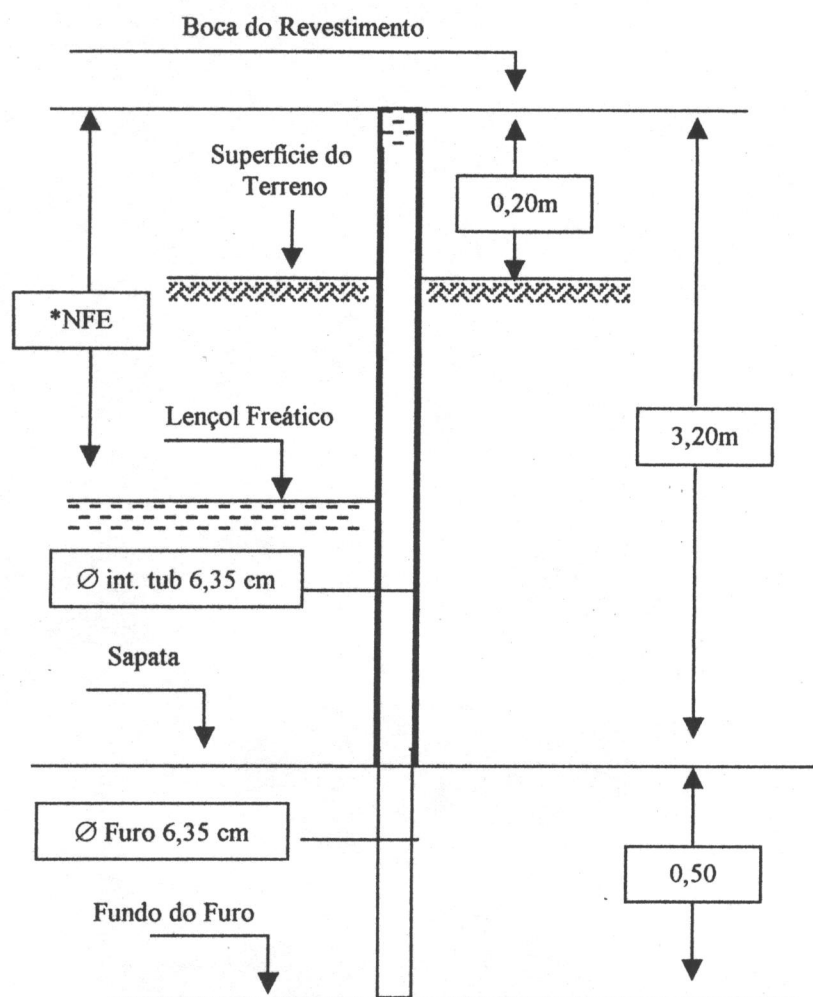 Boca do Revestimento
Superfície do
Terreno
0,20m
*NFE
Lençol Freático
3,20m
∅ int. tub 6,35 cm
Sapata
∅ Furo 6,35 cm
0,50
Fundo do Furo